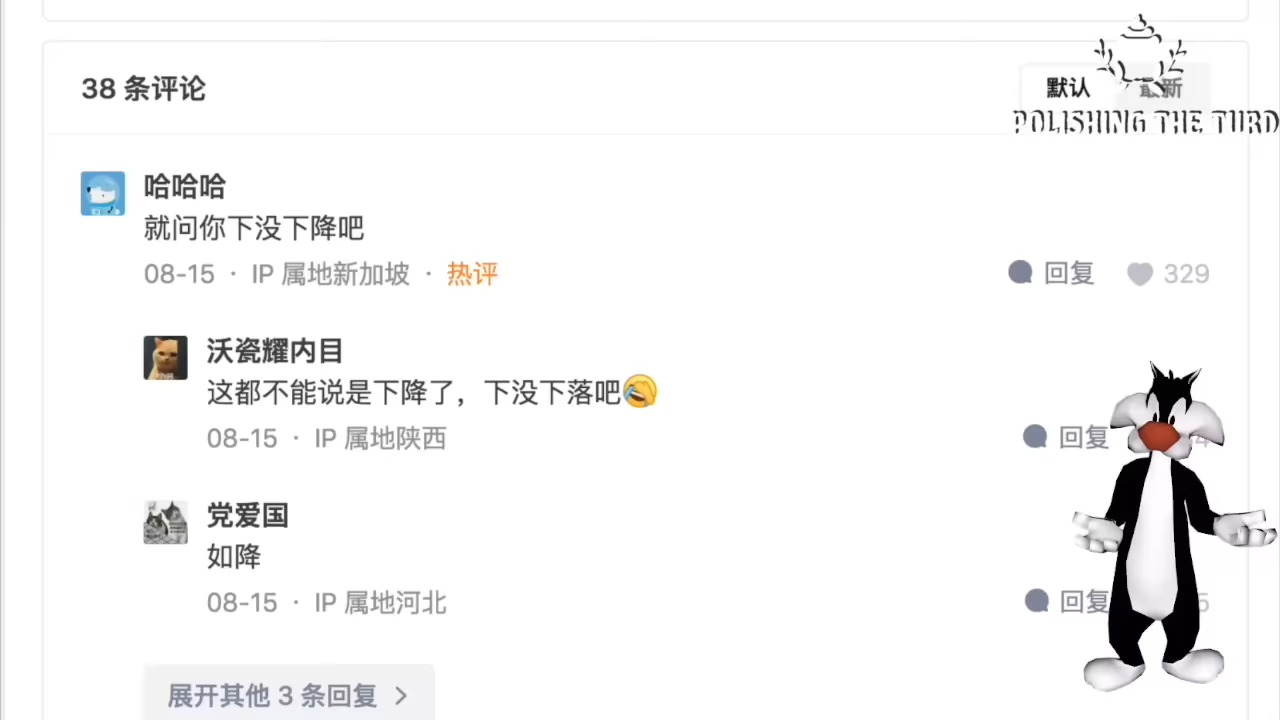 38 条评论
默认
最新
POLISHING THE TURD
哈哈哈
就问你下没下降吧
08-15 · IP 属地新加坡 · 热评
回复 329
沃瓷耀内目
这都不能说是下降了，下没下落吧😂
08-15 · IP 属地陕西
回复
党爱国
如降
08-15 · IP 属地河北
回复
展开其他 3 条回复 >